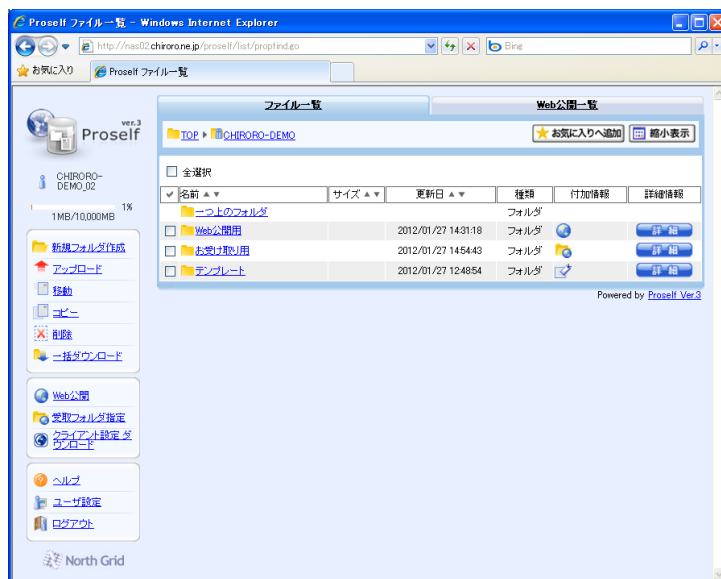 Proself ファイル一覧 - Windows Internet Explorer
http://nas02.chiroro.ne.jp/proself/list/propfind.go
Bing
お気に入り
Proself ファイル一覧
ver.3
Proself
CHIRORO-
DEMO_02
1%
1MB/10,000MB
新規フォルダ作成
アップロード
移動
コピー
削除
一括ダウンロード
Web公開
受取フォルダ指定
クライアント設定 ダ
ウンロード
ヘルプ
ユーザ設定
ログアウト
North Grid
ファイル一覧 Web公開一覧
TOP CHIRORO-DEMO お気に入りへ追加 縮小表示
全選択
名前 ▲▼ サイズ ▲▼ 更新日 ▲▼ 種類 付加情報 詳細情報
一つ上のフォルダ フォルダ
Web公開用 2012/01/27 14:31:18 フォルダ 詳細
お受け取り用 2012/01/27 14:54:43 フォルダ 詳細
テンプレート 2012/01/27 12:48:54 フォルダ 詳細
Powered by Proself Ver.3